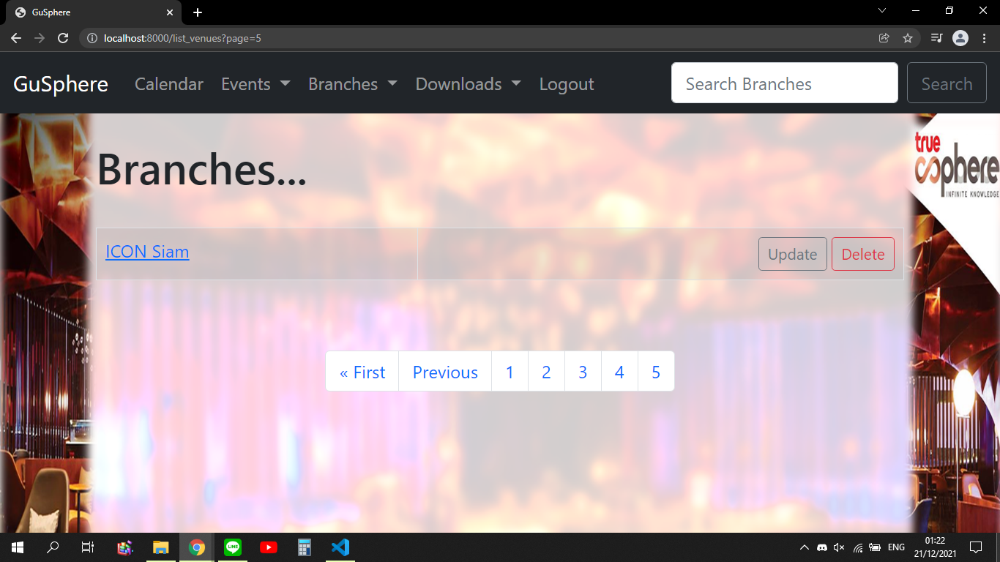 GuSphere
localhost:8000/list_venues?page=5
GuSphere Calendar Events Branches Downloads Logout Search Branches Search
true
sphere
INFINITE KNOWLEDGE
Branches...
ICON Siam Update Delete
« First Previous 1 2 3 4 5
LINE
ENG
01:22
21/12/2021